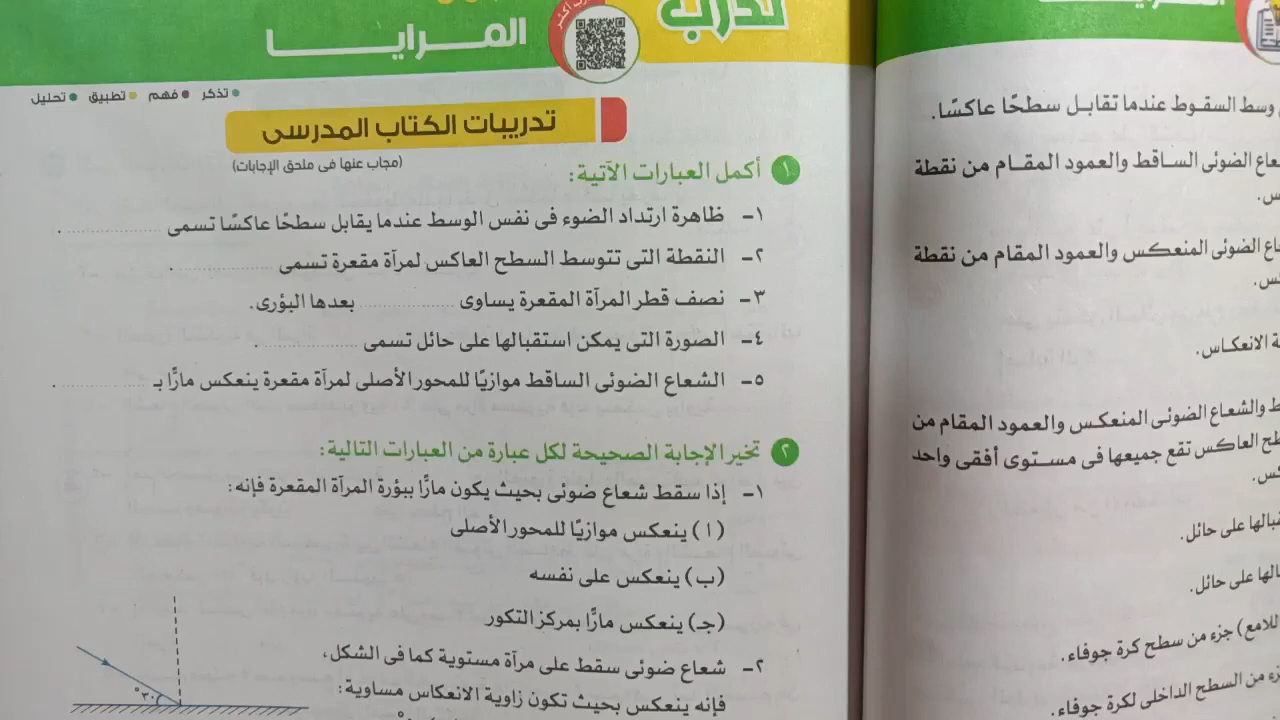 تدرب
المرايا
تذكر فهم تطبيق تحليل
تدريبات الكتاب المدرسى
(مجاب عنها فى ملحق الإجابات)
١ أكمل العبارات الآتية:
١- ظاهرة ارتداد الضوء فى نفس الوسط عندما يقابل سطحًا عاكسًا تسمى .................... .
٢- النقطة التى تتوسط السطح العاكس لمرآة مقعرة تسمى .................... .
٣- نصف قطر المرآة المقعرة يساوى .................... بعدها البؤرى.
٤- الصورة التى يمكن استقبالها على حائل تسمى .................... .
٥- الشعاع الضوئى الساقط موازيًا للمحور الأصلى لمرآة مقعرة ينعكس مارًّا بـ .................... .
٢ تخير الإجابة الصحيحة لكل عبارة من العبارات التالية:
١- إذا سقط شعاع ضوئى بحيث يكون مارًّا ببؤرة المرآة المقعرة فإنه:
(ا) ينعكس موازيًا للمحور الأصلى
(ب) ينعكس على نفسه
(جـ) ينعكس مارًّا بمركز التكور
٢- شعاع ضوئى سقط على مرآة مستوية كما فى الشكل،
فإنه ينعكس بحيث تكون زاوية الانعكاس مساوية:
٣٠°
وسط السقوط عندما تقابل سطحًا عاكسًا.
الضوئى الساقط والعمود المقام من نقطة
الضوئى المنعكس والعمود المقام من نقطة
الانعكاس.
والشعاع الضوئى المنعكس والعمود المقام من
العاكس تقع جميعها فى مستوى أفقى واحد
على حائل.
على حائل.
اللامع) جزء من سطح كرة جوفاء.
من السطح الداخلى لكرة جوفاء.